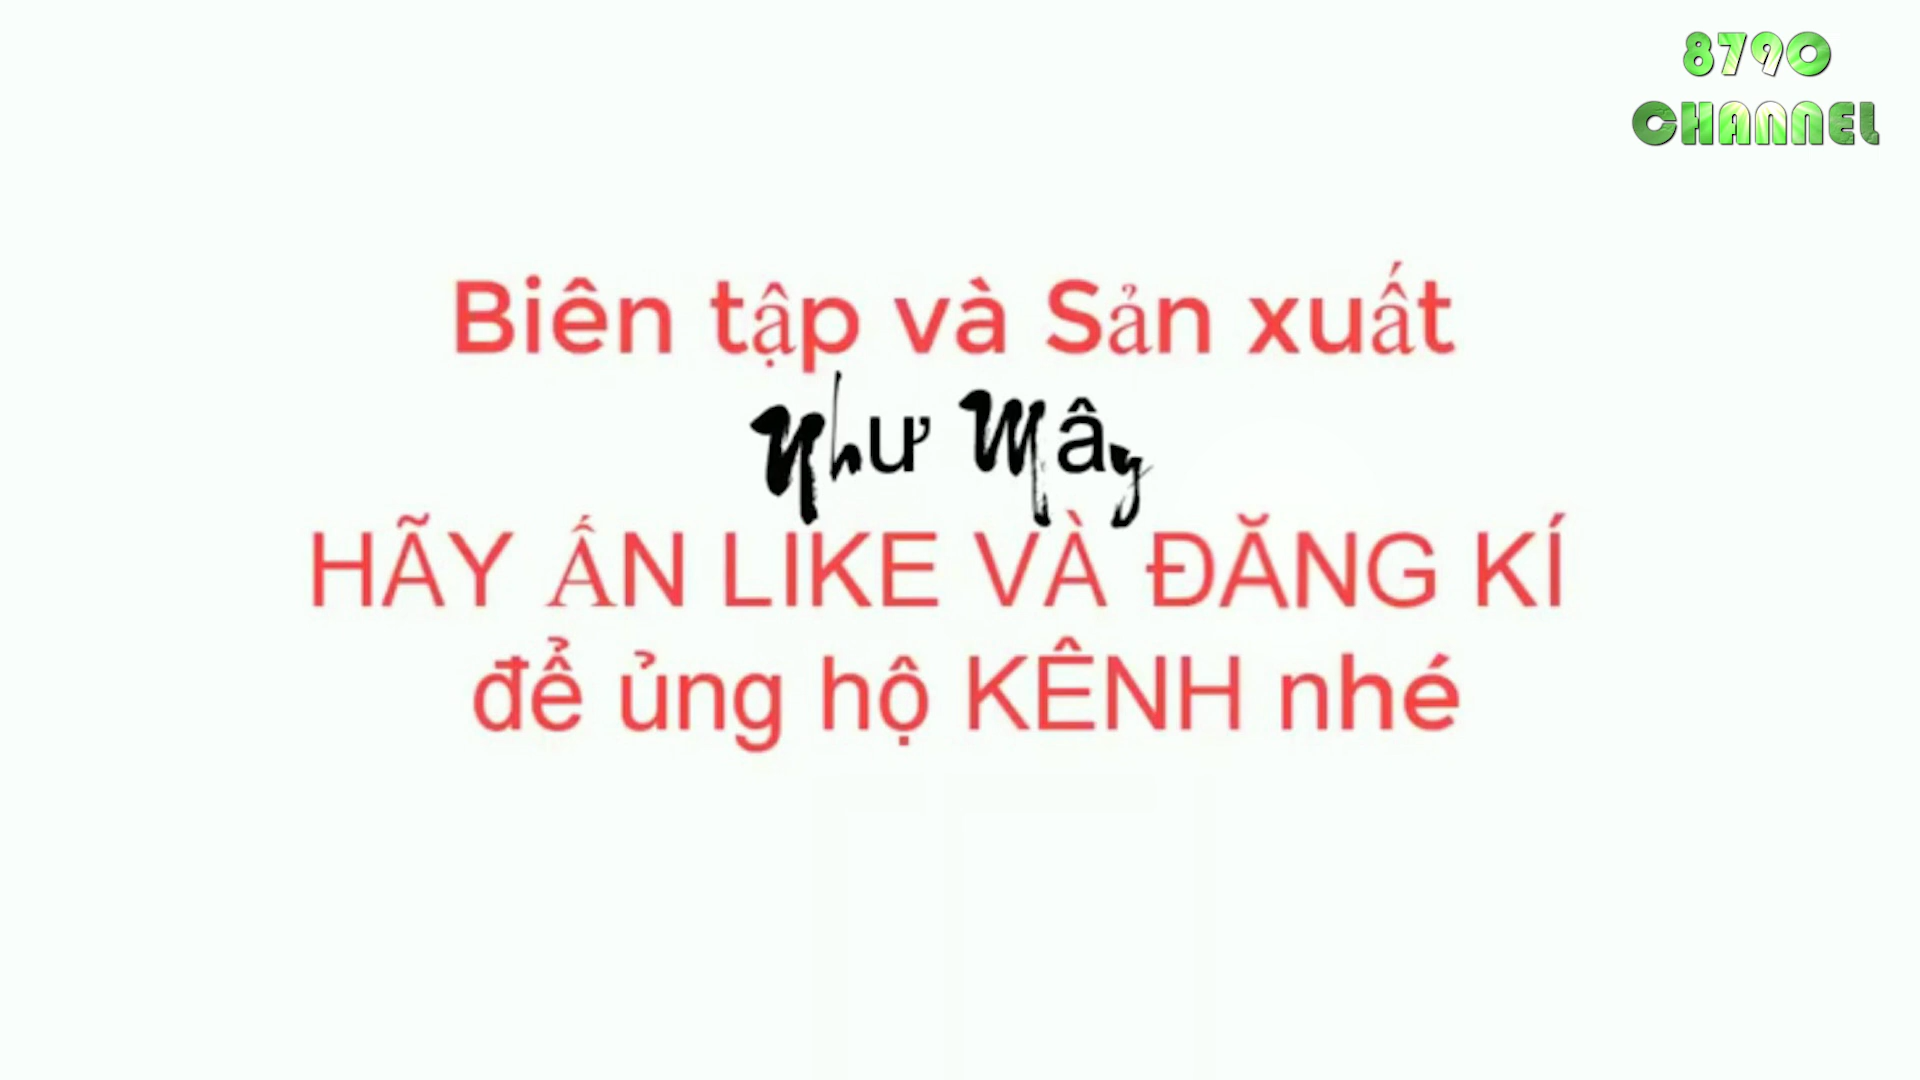 8790
CHANNEL
Biên tập và Sản xuất
Như Mây
HÃY ẤN LIKE VÀ ĐĂNG KÍ
để ủng hộ KÊNH nhé